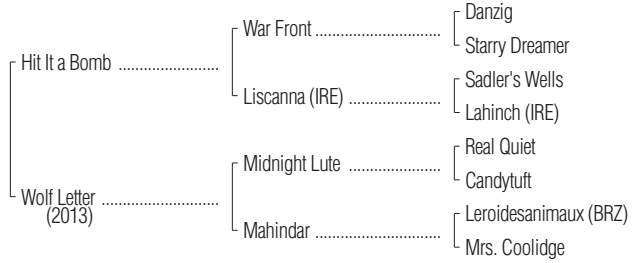 Danzig
War Front ..............................
Starry Dreamer
Hit It a Bomb ...........................
Sadler's Wells
Liscanna (IRE) .........................
Lahinch (IRE)
Real Quiet
Midnight Lute .........................
Candytuft
Wolf Letter ................................
(2013)
Leroidesanimaux (BRZ)
Mahindar .................................
Mrs. Coolidge